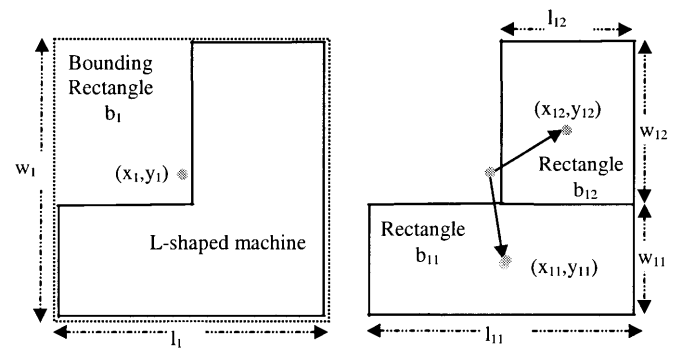 Bounding
Rectangle
b1
w1
(x1,y1)
L-shaped machine
l1
l12
(x12,y12)
w12
Rectangle
b12
Rectangle
b11
(x11,y11)
w11
l11